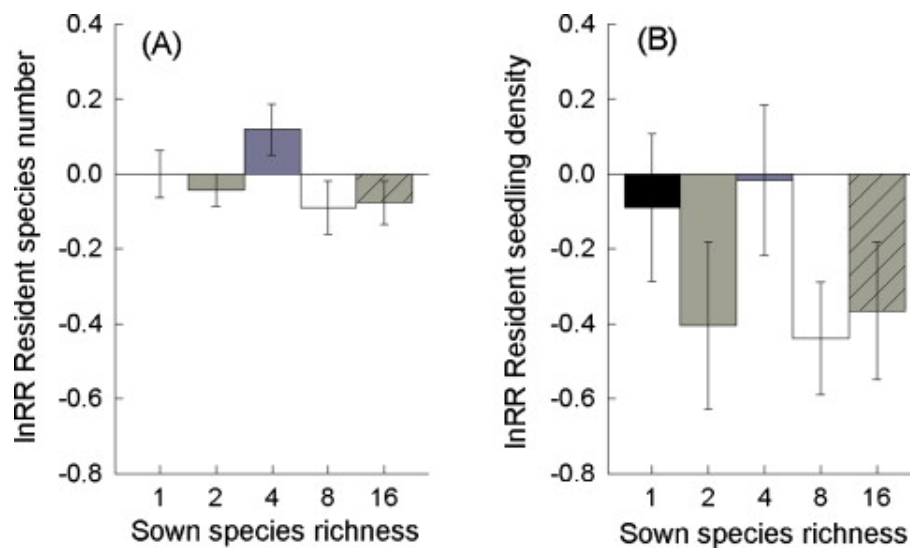 (A)
lnRR Resident species number
0.4
0.2
0.0
-0.2
-0.4
-0.6
-0.8
1 2 4 8 16
Sown species richness
(B)
lnRR Resident seedling density
0.4
0.2
0.0
-0.2
-0.4
-0.6
-0.8
1 2 4 8 16
Sown species richness